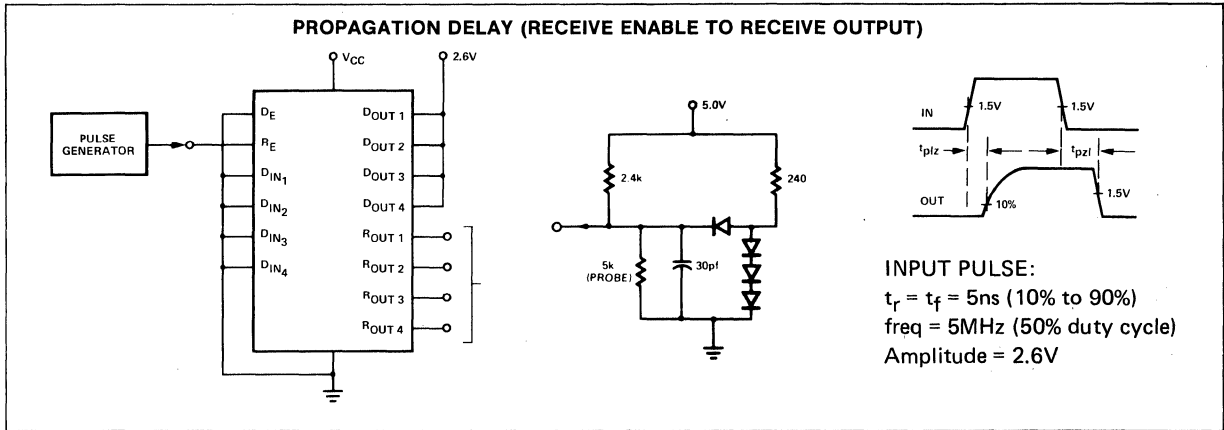 PROPAGATION DELAY (RECEIVE ENABLE TO RECEIVE OUTPUT)
VCC
2.6V
PULSE
GENERATOR
DE
RE
DIN1
DIN2
DIN3
DIN4
DOUT 1
DOUT 2
DOUT 3
DOUT 4
ROUT 1
ROUT 2
ROUT 3
ROUT 4
5.0V
2.4k
240
5k
(PROBE)
30pf
IN
1.5V
1.5V
tplz
tpzl
OUT
10%
1.5V
INPUT PULSE:
tr = tf = 5ns (10% to 90%)
freq = 5MHz (50% duty cycle)
Amplitude = 2.6V